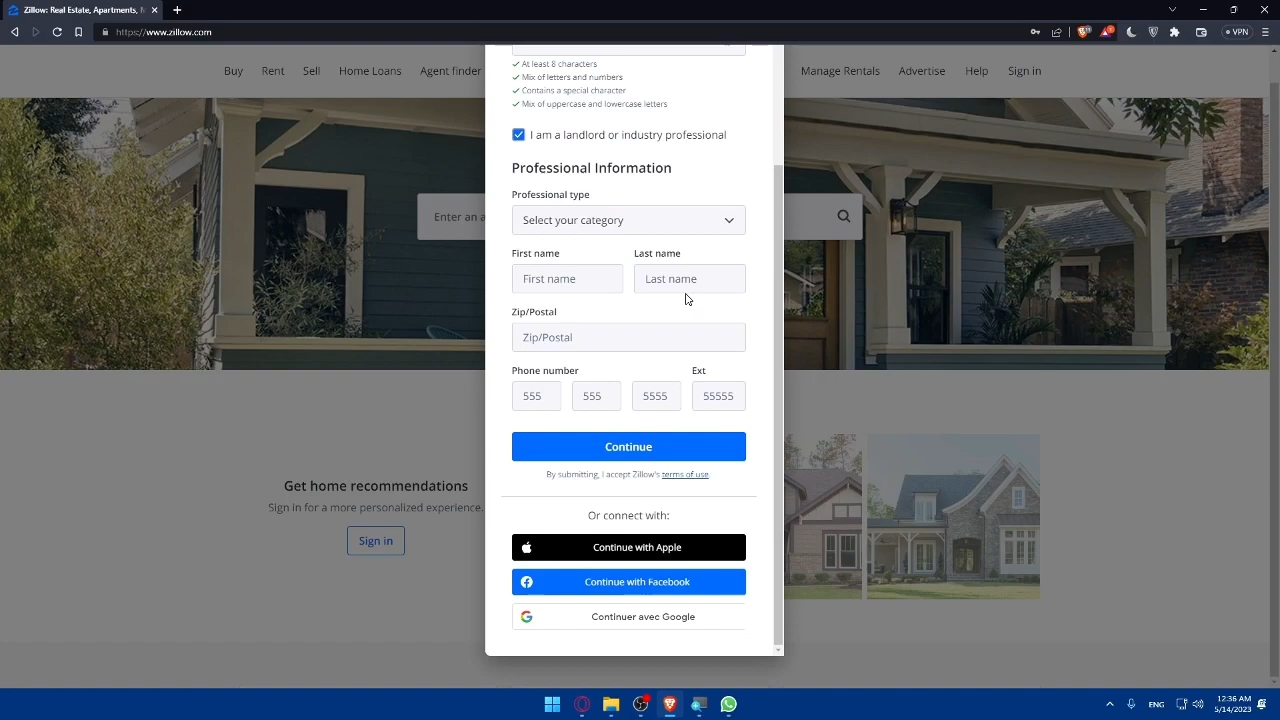 Zillow: Real Estate, Apartments, M
https://www.zillow.com
VPN
Buy Rent Sell Home Loans Agent finder Manage Rentals Advertise Help Sign in
At least 8 characters
Mix of letters and numbers
Contains a special character
Mix of uppercase and lowercase letters
I am a landlord or industry professional
Professional Information
Professional type
Select your category
Enter an a
First name Last name
First name Last name
Zip/Postal
Zip/Postal
Phone number Ext
555 555 5555 55555
Continue
By submitting, I accept Zillow's terms of use.
Get home recommendations
Sign in for a more personalized experience.
Sign in
Or connect with:
Continue with Apple
Continue with Facebook
Continuer avec Google
ENG
12:36 AM
5/14/2023